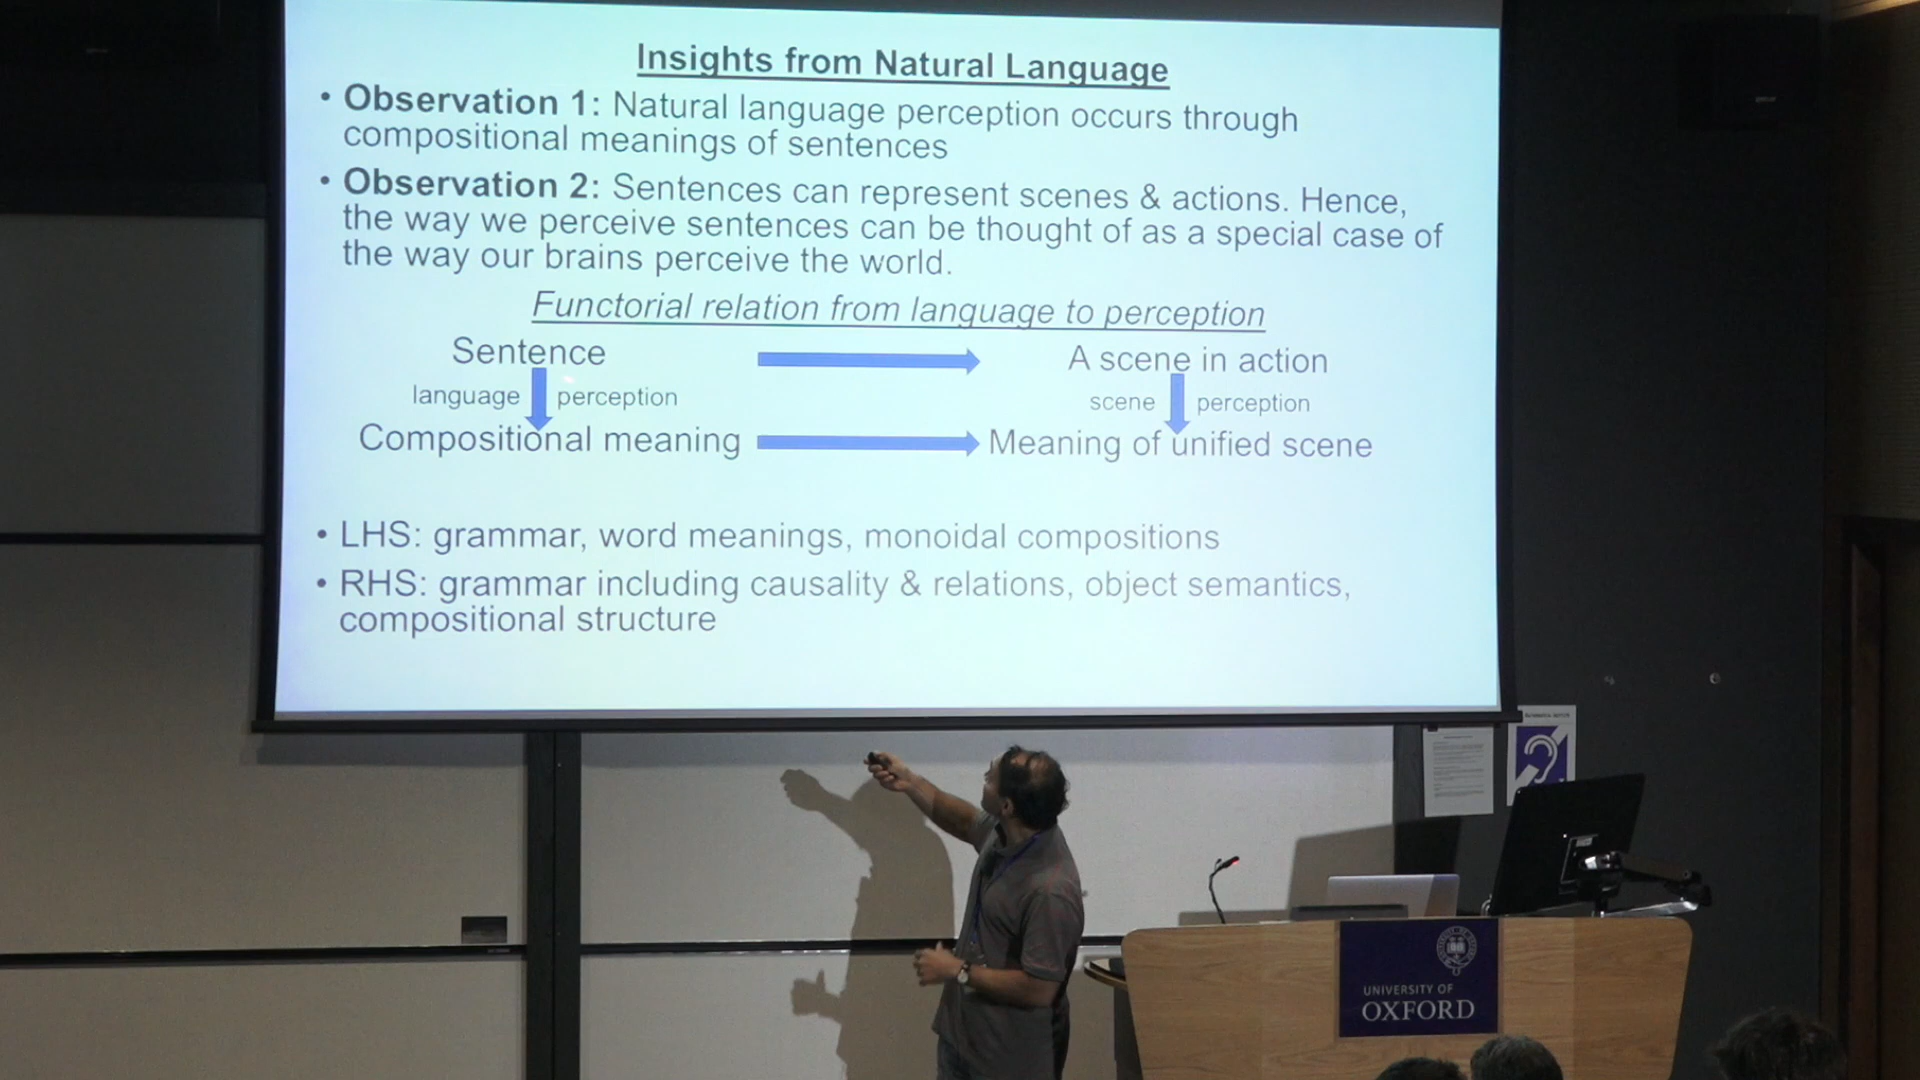 Insights from Natural Language
• Observation 1: Natural language perception occurs through
compositional meanings of sentences
• Observation 2: Sentences can represent scenes & actions. Hence,
the way we perceive sentences can be thought of as a special case of
the way our brains perceive the world.
Functorial relation from language to perception
Sentence
A scene in action
language perception
scene perception
Compositional meaning
Meaning of unified scene
• LHS: grammar, word meanings, monoidal compositions
• RHS: grammar including causality & relations, object semantics,
compositional structure
UNIVERSITY OF
OXFORD